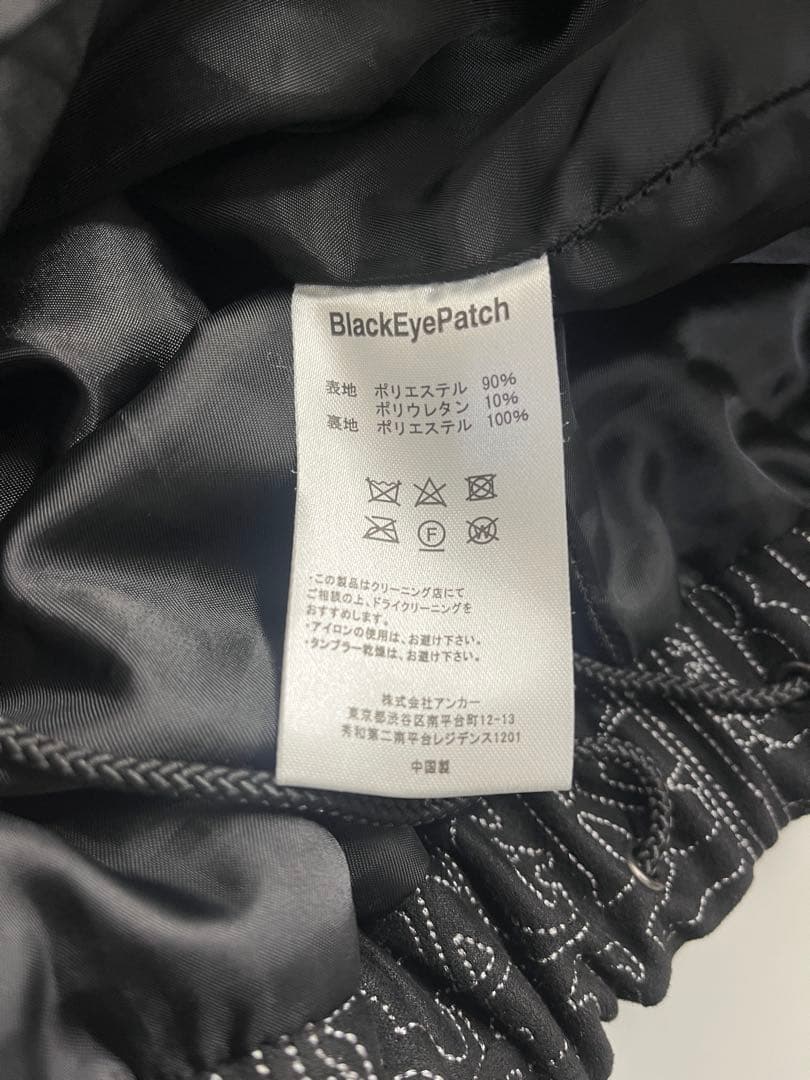 BlackEyePatch
表地 ポリエステル 90%
ポリウレタン 10%
裏地 ポリエステル 100%
F
W
・この製品はクリーニング店にて
ご相談の上、ドライクリーニングを
おすすめします。
・アイロンの使用は、お避け下さい。
・タンブラー乾燥は、お避け下さい。
株式会社アンカー
東京都渋谷区南平台町12-13
秀和第二南平台レジデンス1201
中国製